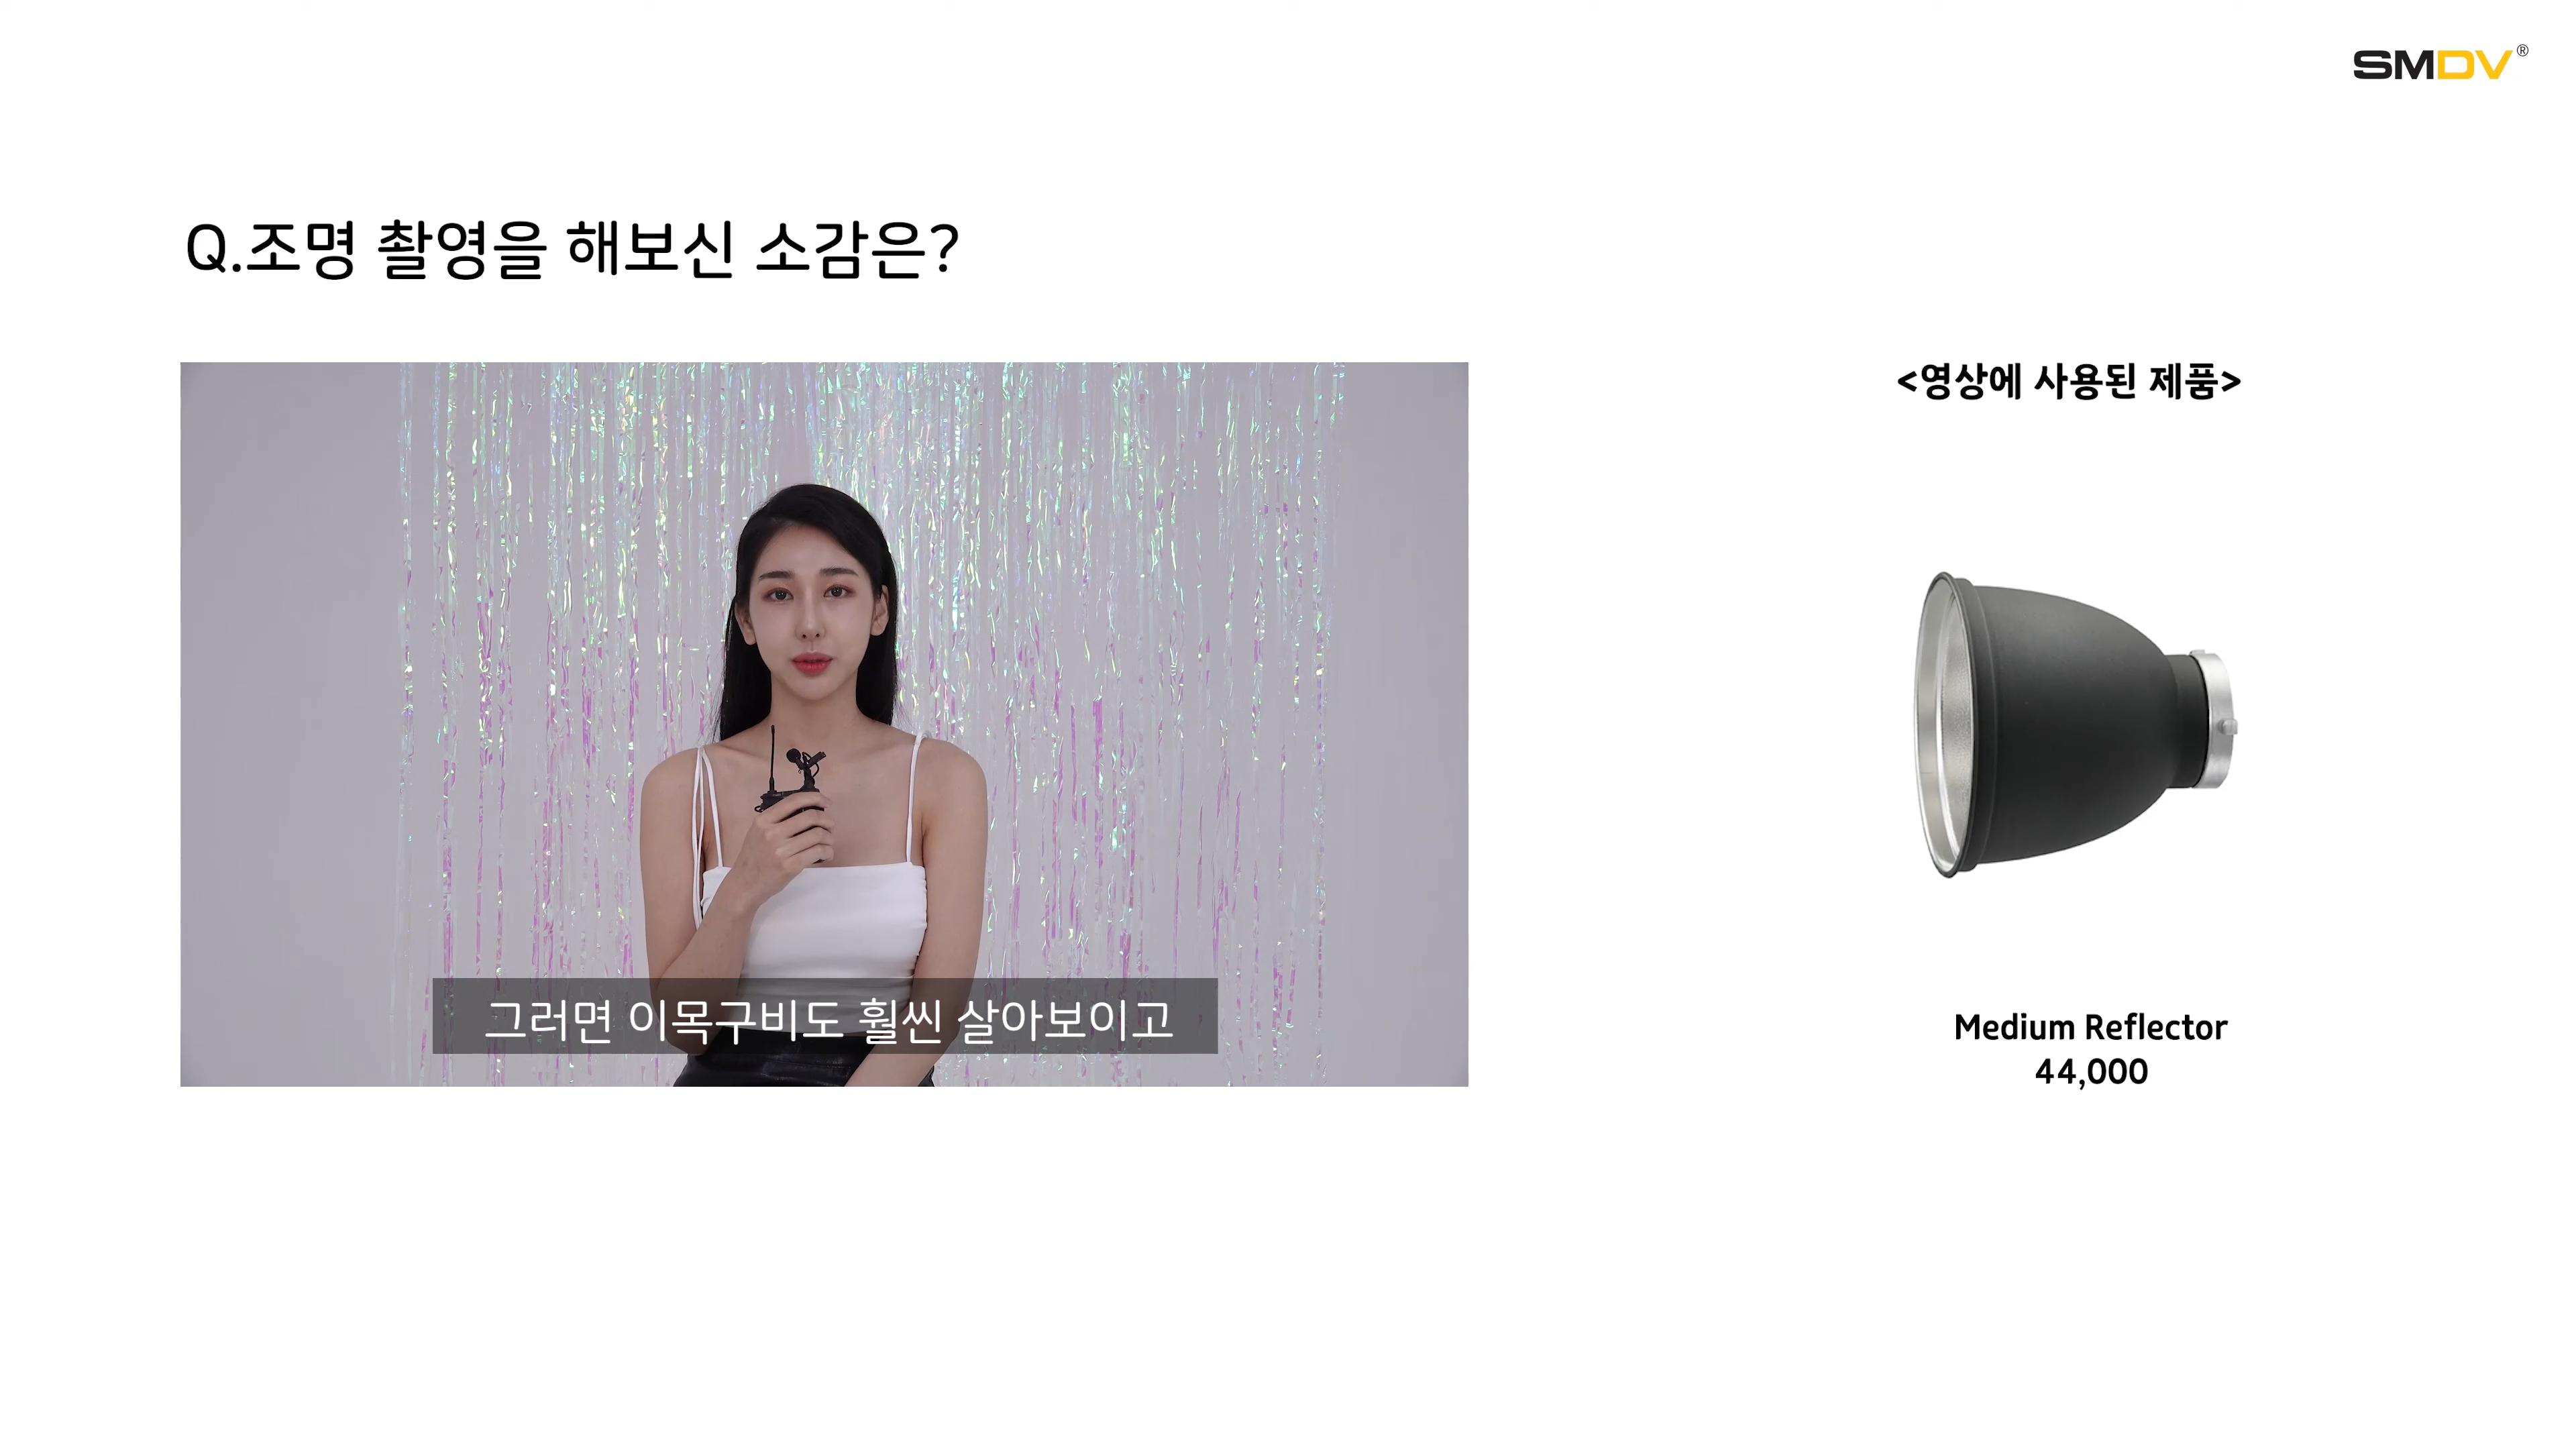 SMDV®
Q.조명 촬영을 해보신 소감은?
<영상에 사용된 제품>
그러면 이목구비도 훨씬 살아보이고
Medium Reflector
44,000